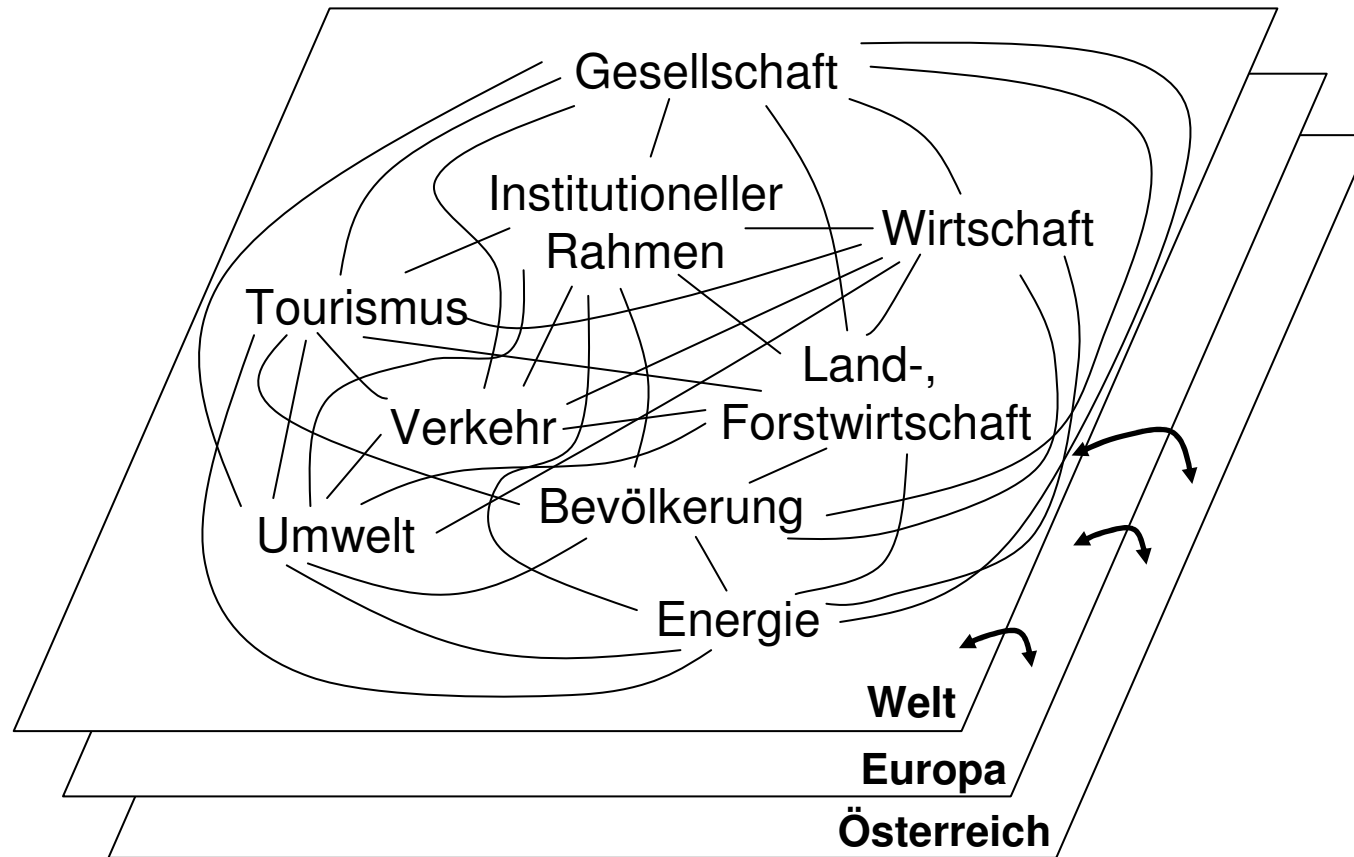 Gesellschaft
Institutioneller
Rahmen
Wirtschaft
Tourismus
Land-,
Forstwirtschaft
Verkehr
Bevölkerung
Umwelt
Energie
Welt
Europa
Österreich